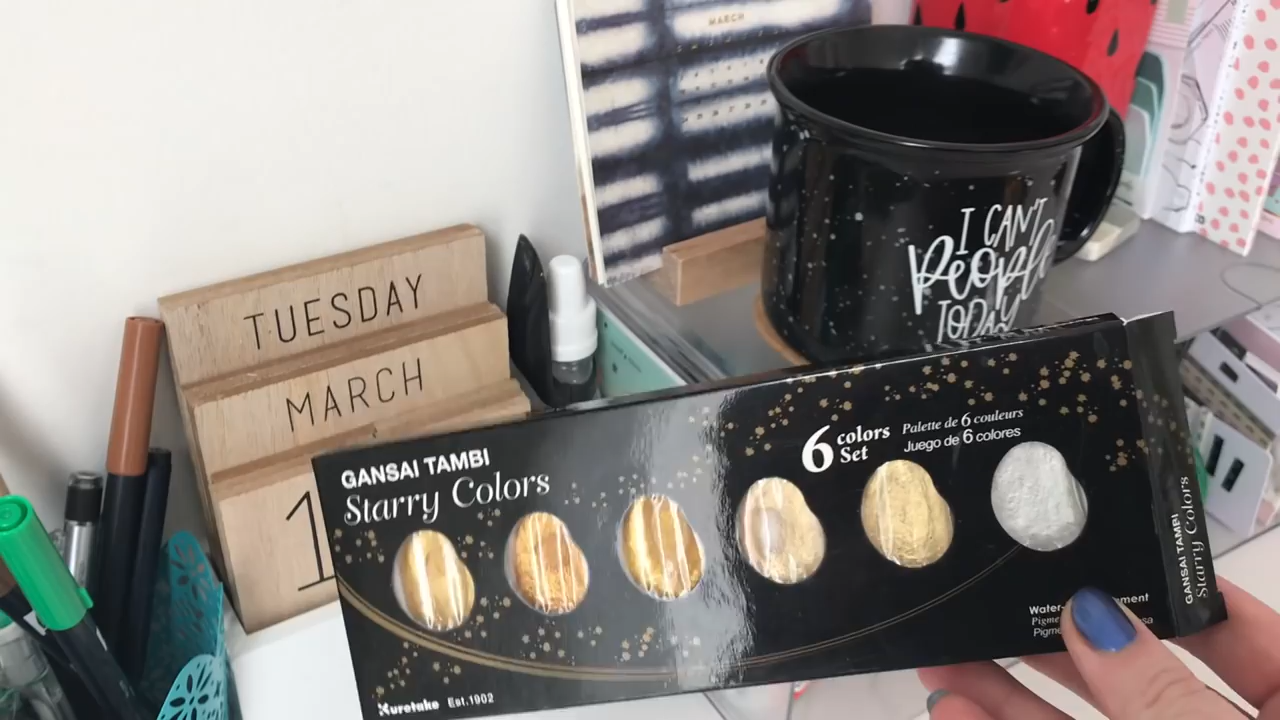 MARCH
I CAN'T
People
TODAY
TUESDAY
MARCH
1
GANSAI TAMBI
Starry Colors
6 colors Set
Palette de 6 couleurs
Juego de 6 colores
GANSAI TAMBI
Starry Colors
Kuretake Est.1902